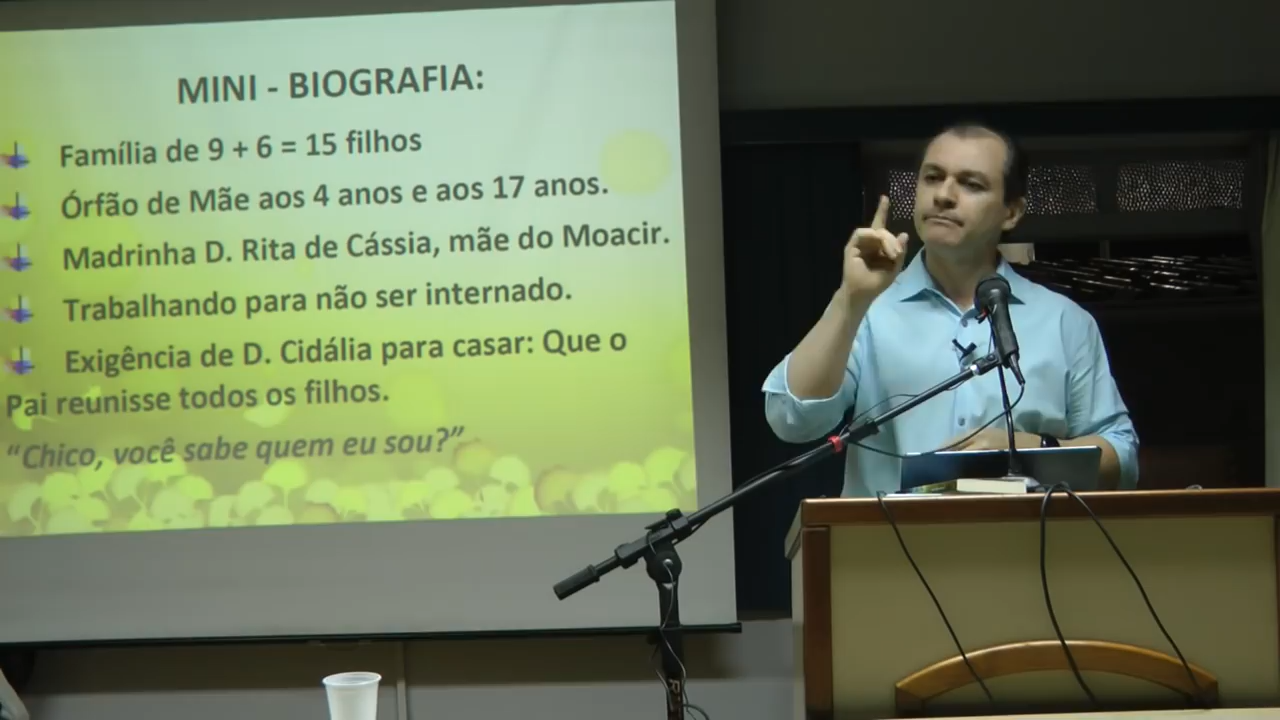 MINI - BIOGRAFIA:
Família de 9 + 6 = 15 filhos
Órfão de Mãe aos 4 anos e aos 17 anos.
Madrinha D. Rita de Cássia, mãe do Moacir.
Trabalhando para não ser internado.
Exigência de D. Cidália para casar: Que o
Pai reunisse todos os filhos.
“Chico, você sabe quem eu sou?”